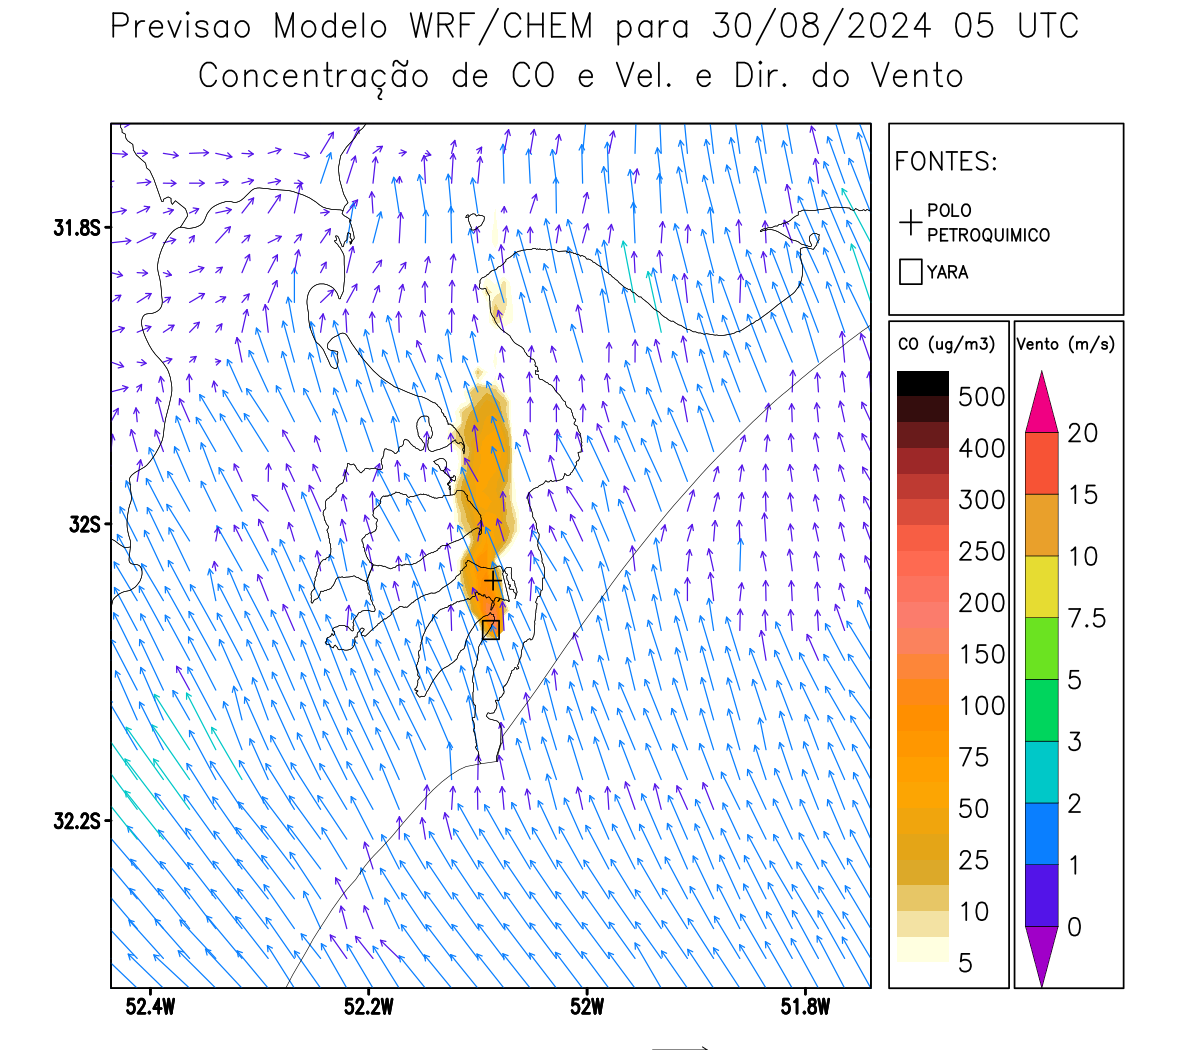 Previsao Modelo WRF/CHEM para 30/08/2024 05 UTC
Concentração de CO e Vel. e Dir. do Vento
FONTES:
POLO
PETROQUIMICO
YARA
CO (ug/m3)
500
400
300
250
200
150
100
75
50
25
10
5
Vento (m/s)
20
15
10
7.5
5
3
2
1
0
31.8S
32S
32.2S
52.4W
52.2W
52W
51.8W